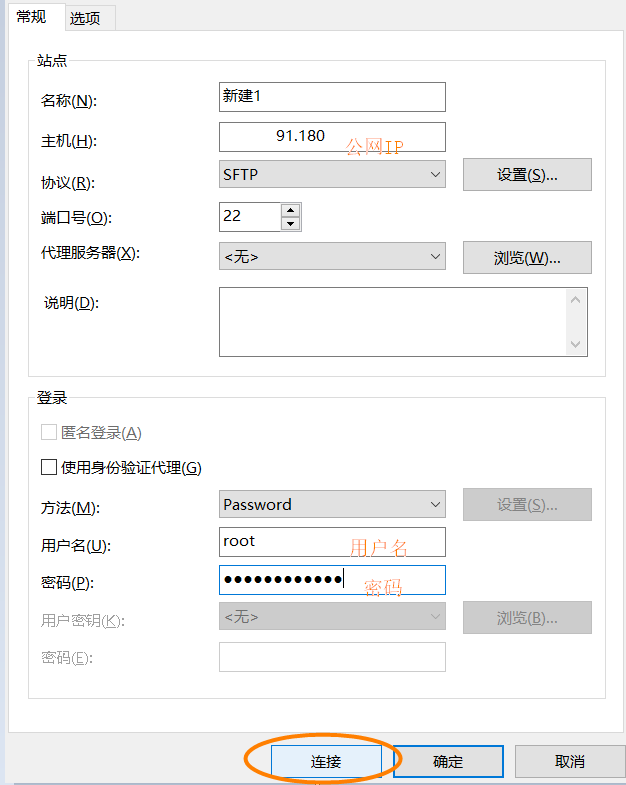 常规 选项
站点
名称(N): 新建1
主机(H): 91.180 公网IP
协议(R): SFTP 设置(S)...
端口号(O): 22
代理服务器(X): <无> 浏览(W)...
说明(D):
登录
匿名登录(A)
使用身份验证代理(G)
方法(M): Password 设置(S)...
用户名(U): root 用户名
密码(P): ●●●●●●●●●●●● 密码
用户密钥(K): <无> 浏览(B)...
密码(E):
连接 确定 取消